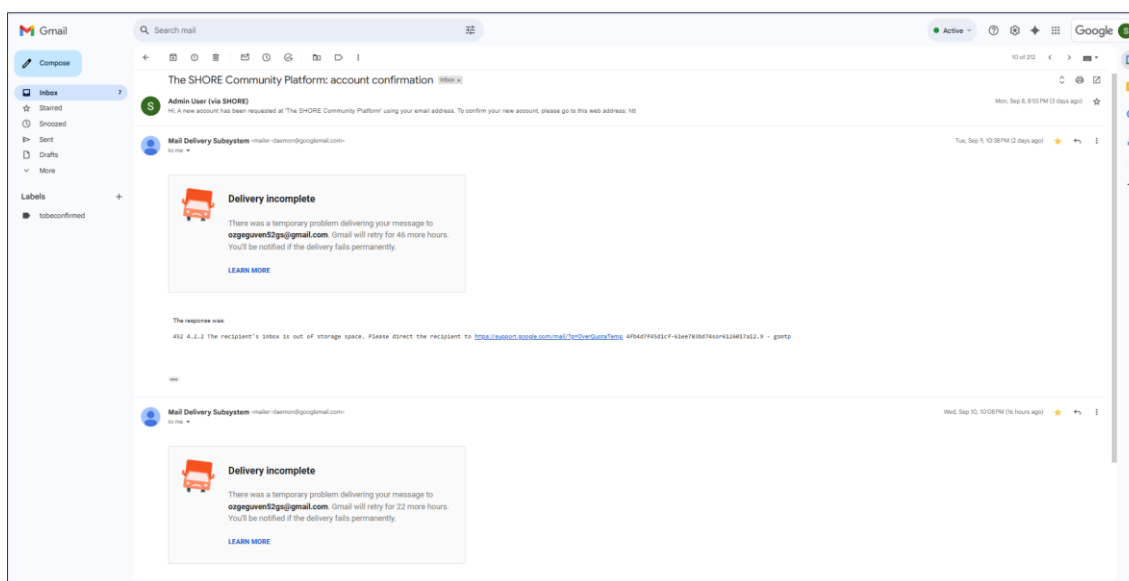 Gmail
Search mail
Active
Google
S
Compose
10 of 212
Inbox 7
Starred
Snoozed
Sent
Drafts
More
Labels +
tobeconfirmed
The SHORE Community Platform: account confirmation Inbox x
S
Admin User (via SHORE)
Mon, Sep 8, 8:55 PM (3 days ago)
Hi, A new account has been requested at 'The SHORE Community Platform' using your email address. To confirm your new account, please go to this web address: htt
Mail Delivery Subsystem <mailer-daemon@googlemail.com>
Tue, Sep 9, 10:38 PM (2 days ago)
to me
Delivery incomplete
There was a temporary problem delivering your message to
ozgeguven52gs@gmail.com. Gmail will retry for 46 more hours.
You'll be notified if the delivery fails permanently.
LEARN MORE
The response was:
452 4.2.2 The recipient's inbox is out of storage space. Please direct the recipient to https://support.google.com/mail/?p=OverQuotaTemp - gsmtp
Mail Delivery Subsystem <mailer-daemon@googlemail.com>
Wed, Sep 10, 10:08 PM (16 hours ago)
to me
Delivery incomplete
There was a temporary problem delivering your message to
ozgeguven52gs@gmail.com. Gmail will retry for 22 more hours.
You'll be notified if the delivery fails permanently.
LEARN MORE